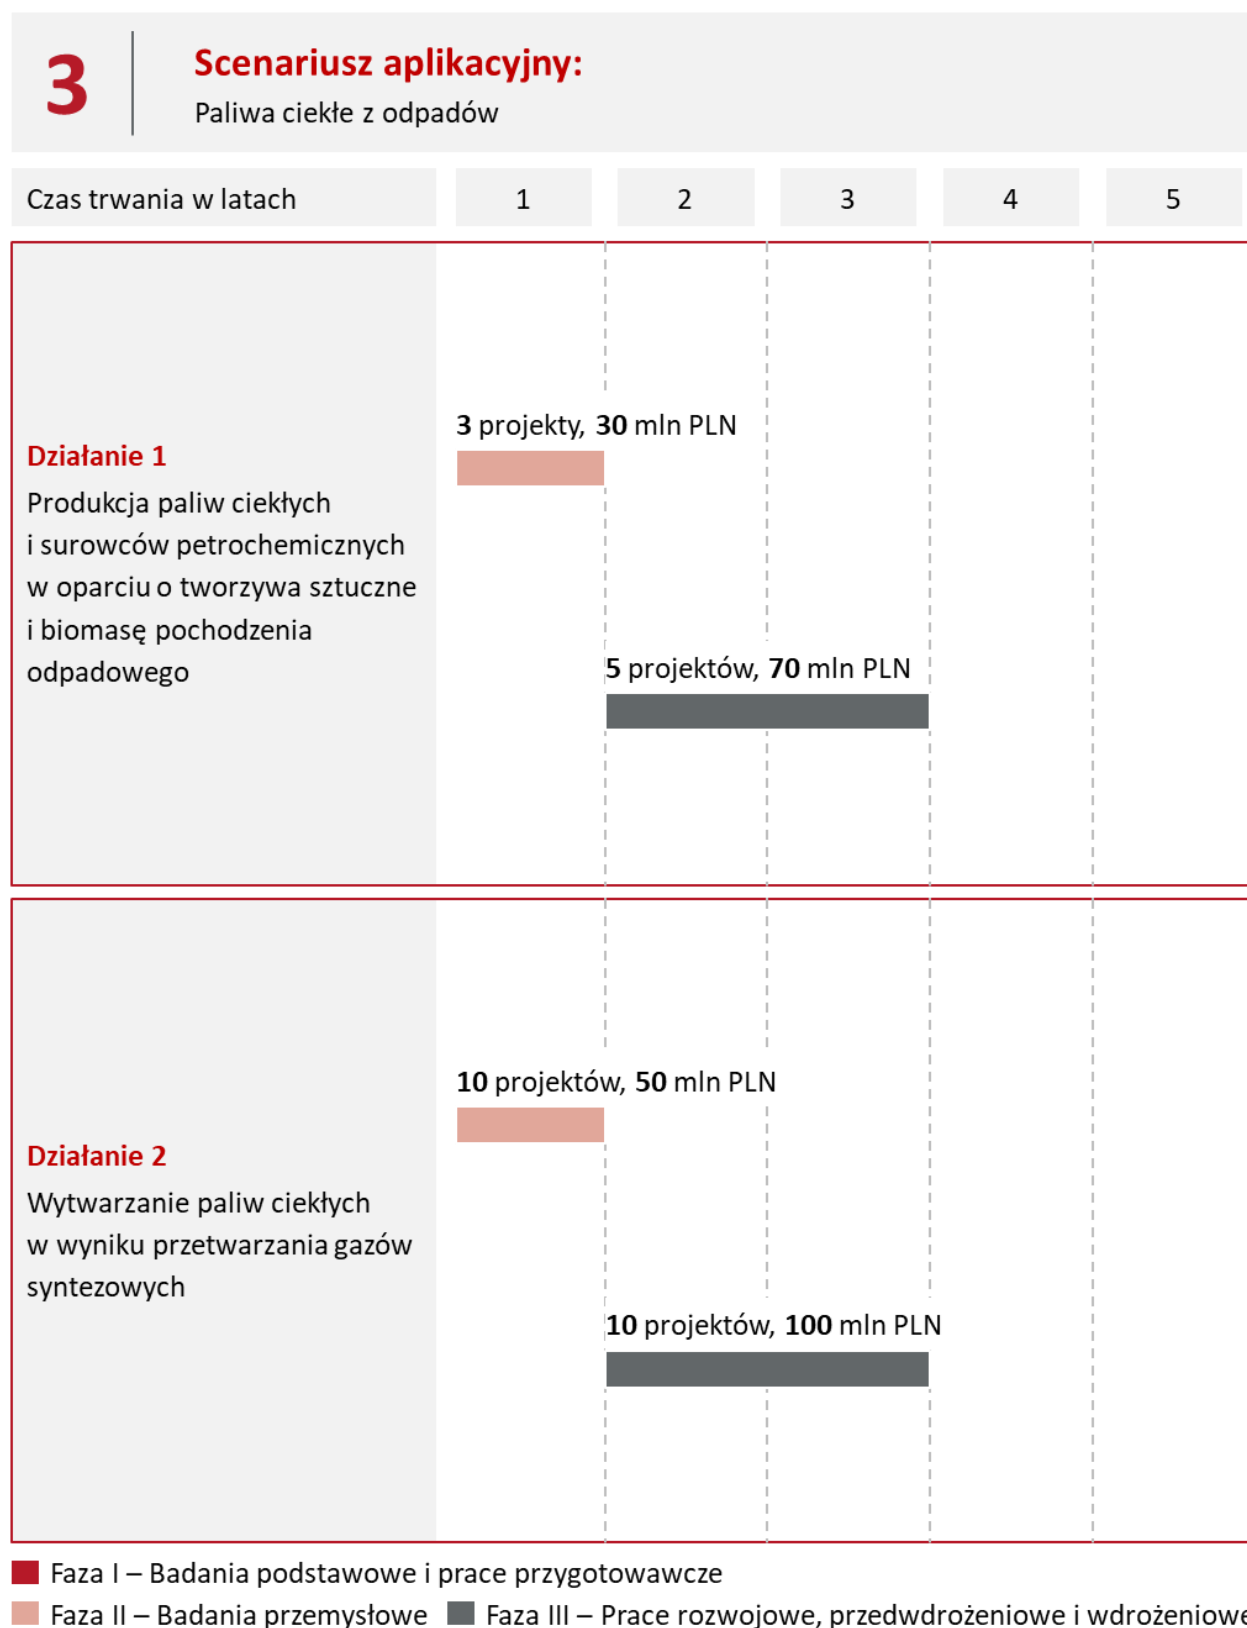 3
Scenariusz aplikacyjny:
Paliwa ciekłe z odpadów
Czas trwania w latach 1 2 3 4 5
Działanie 1
Produkcja paliw ciekłych
i surowców petrochemicznych
w oparciu o tworzywa sztuczne
i biomasę pochodzenia
odpadowego
3 projekty, 30 mln PLN
5 projektów, 70 mln PLN
Działanie 2
Wytwarzanie paliw ciekłych
w wyniku przetwarzania gazów
syntezowych
10 projektów, 50 mln PLN
10 projektów, 100 mln PLN
Faza I – Badania podstawowe i prace przygotowawcze
Faza II – Badania przemysłowe Faza III – Prace rozwojowe, przedwdrożeniowe i wdrożeniowe